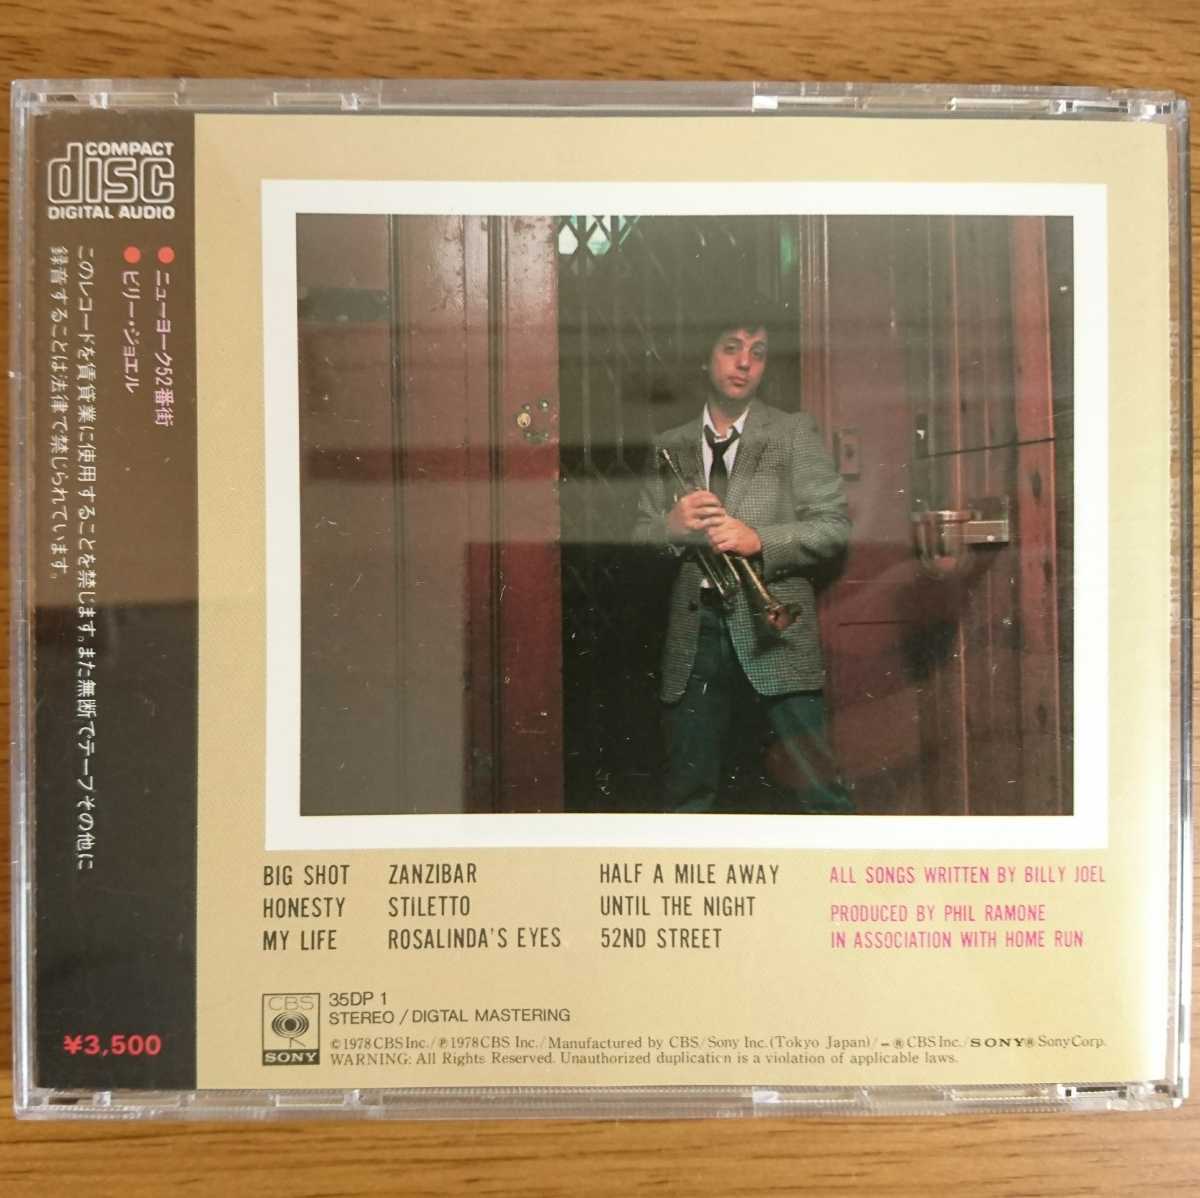 COMPACT
disc
DIGITAL AUDIO
●ニューヨーク52番街
●ビリー・ジョエル
このレコードを賃貸業に使用することを禁じます。また無断でテープその他に
録音することは法律で禁じられています。
¥3,500
BIG SHOT
HONESTY
MY LIFE
ZANZIBAR
STILETTO
ROSALINDA'S EYES
HALF A MILE AWAY
UNTIL THE NIGHT
52ND STREET
ALL SONGS WRITTEN BY BILLY JOEL
PRODUCED BY PHIL RAMONE
IN ASSOCIATION WITH HOME RUN
CBS
SONY
35DP 1
STEREO / DIGTAL MASTERING
©1978 CBS Inc./℗1978 CBS Inc./Manufactured by CBS/Sony Inc.(Tokyo Japan)/–® CBS Inc./SONY® Sony Corp.
WARNING: All Rights Reserved. Unauthorized duplication is a violation of applicable laws.